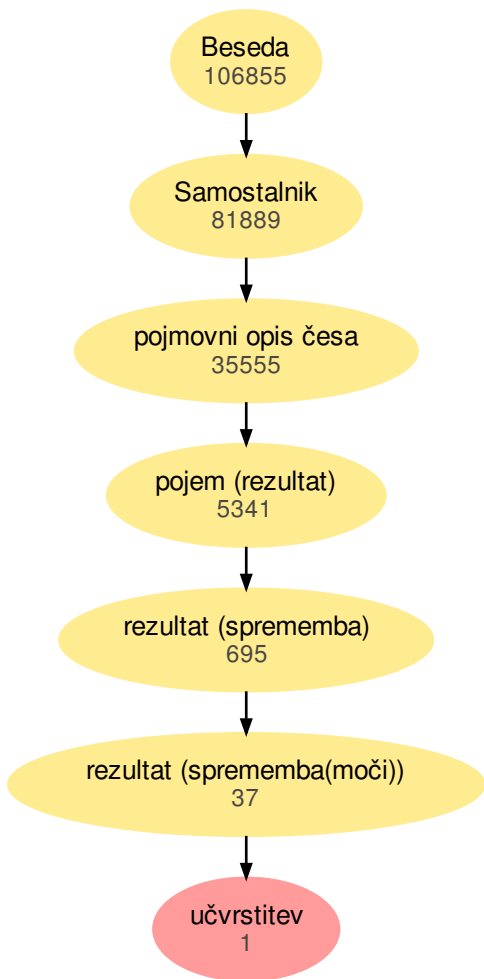 Beseda
106855
Samostalnik
81889
pojmovni opis česa
35555
pojem (rezultat)
5341
rezultat (sprememba)
695
rezultat (sprememba(moči))
37
učvrstitev
1